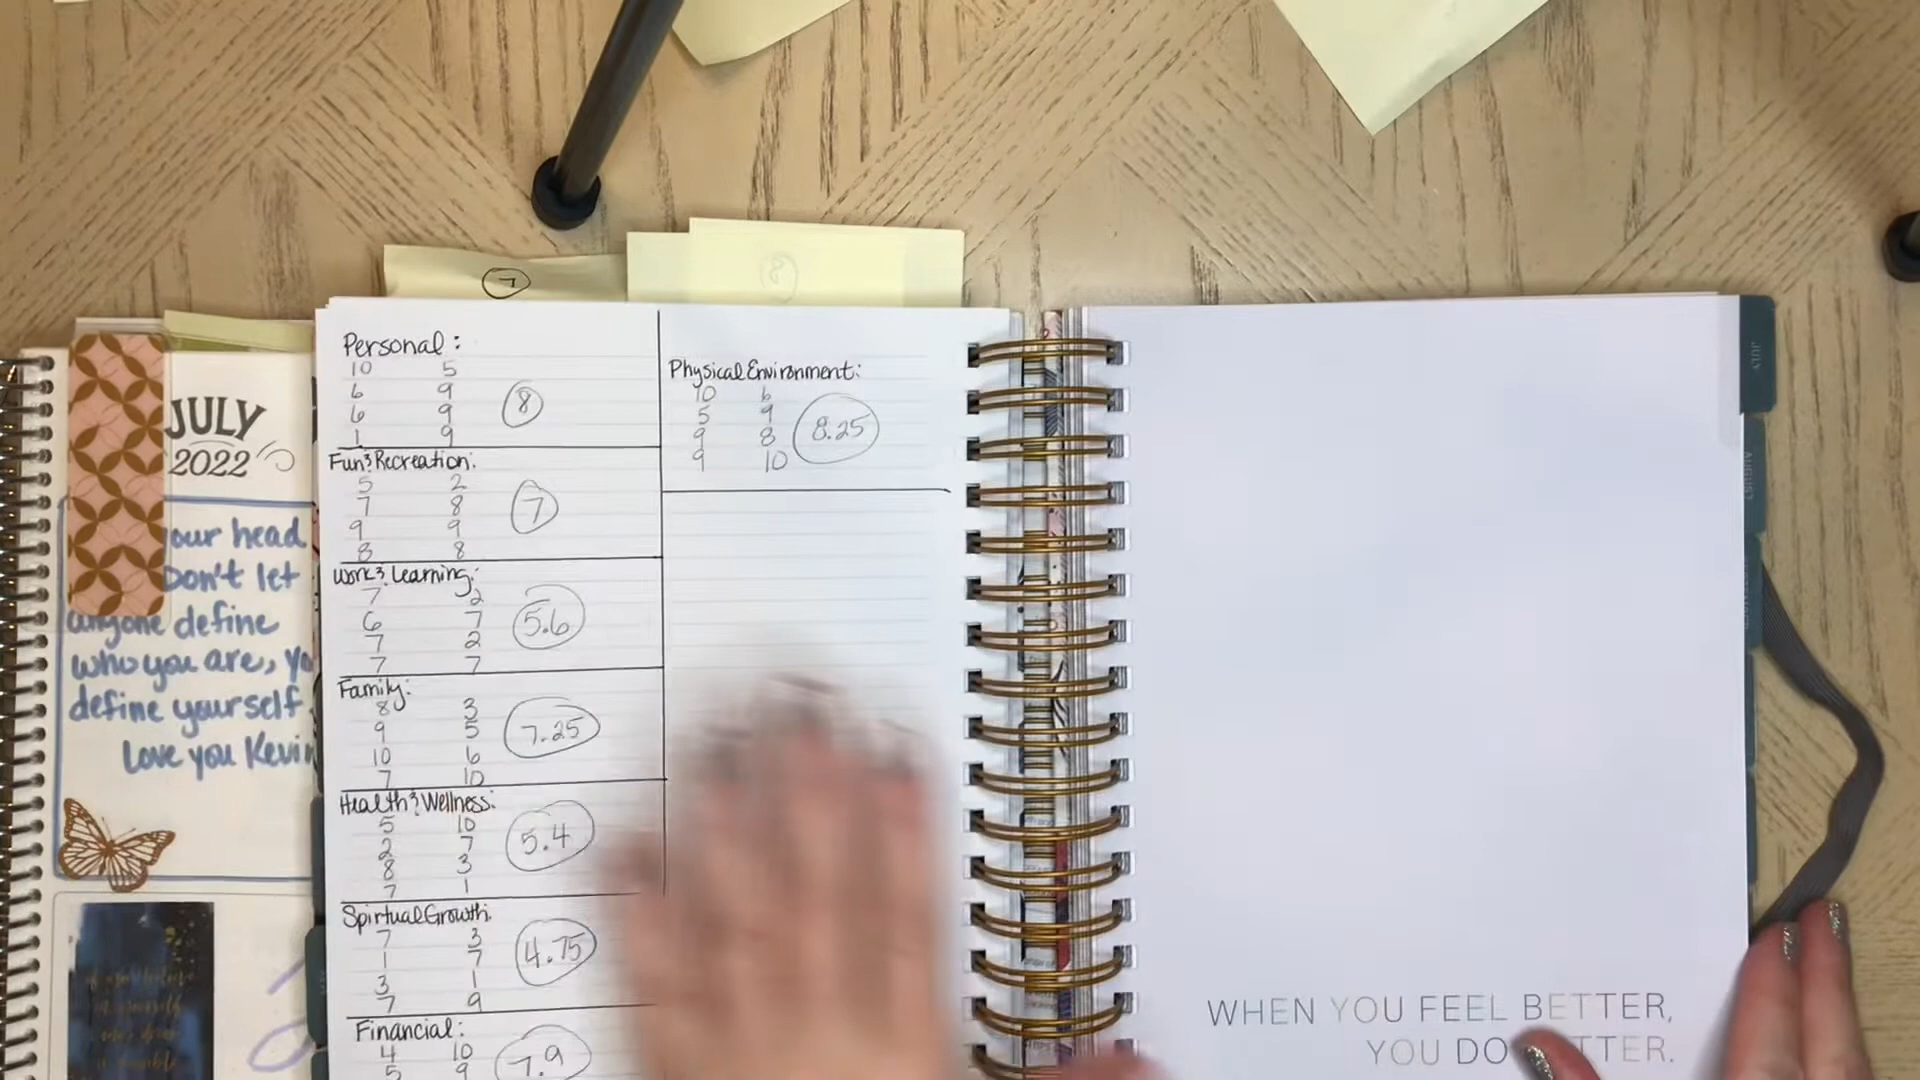 7
8
JULY
2022
our head
Don't let
anyone define
who you are, yo
define yourself.
Love you Kevin
Personal:
10 5
6 9
6 9
1 9
8
Fun & Recreation:
5 2
7 8
9 9
8 8
7
Work & Learning:
7 2
6 7
7 2
7 7
5.6
Family:
8 3
9 5
10 6
7 10
7.25
Health & Wellness:
5 10
2 7
8 3
7 1
5.4
Spirtual Growth:
7 3
1 7
3 1
7 9
4.75
Financial:
4 10
5 9
7.9
Physical Environment:
10 6
5 9
9 8
9 10
8.25
JULY
AUGUST
WHEN YOU FEEL BETTER,
YOU DO